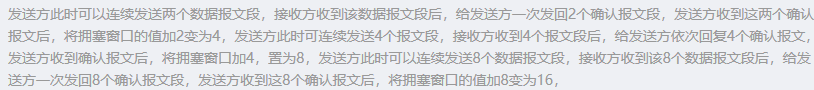 发送方此时可以连续发送两个数据报文段，接收方收到该数据报文段后，给发送方一次发回2个确认报文段，发送方收到这两个确认
报文后，将拥塞窗口的值加2变为4，发送方此时可连续发送4个报文段，接收方收到4个报文段后，给发送方依次回复4个确认报文，
发送方收到确认报文后，将拥塞窗口加4，置为8，发送方此时可以连续发送8个数据报文段，接收方收到该8个数据报文段后，给发
送方一次发回8个确认报文段，发送方收到这8个确认报文后，将拥塞窗口的值加8变为16，